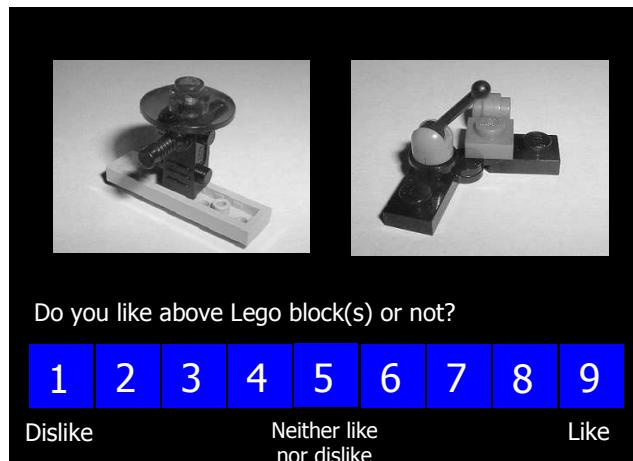 Do you like above Lego block(s) or not?
1 2 3 4 5 6 7 8 9
Dislike
Neither like
nor dislike
Like